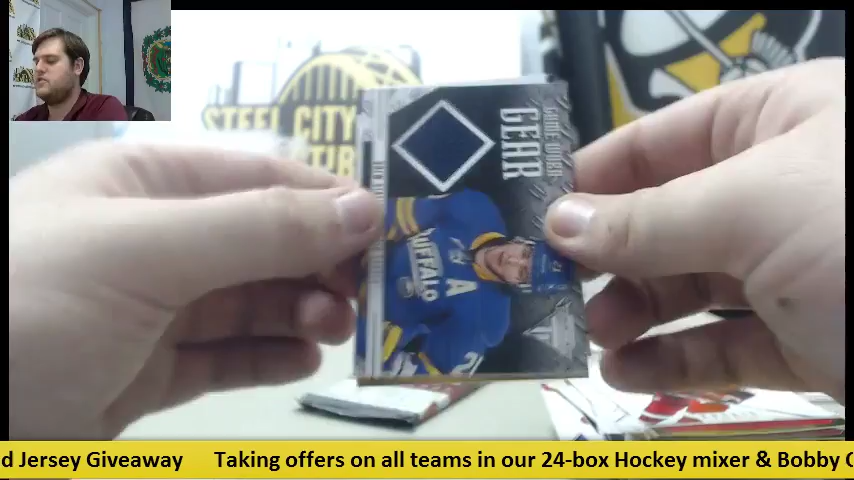 STEEL CITY
GAME WORN
GEAR
BUFFALO
A
d Jersey Giveaway Taking offers on all teams in our 24-box Hockey mixer & Bobby